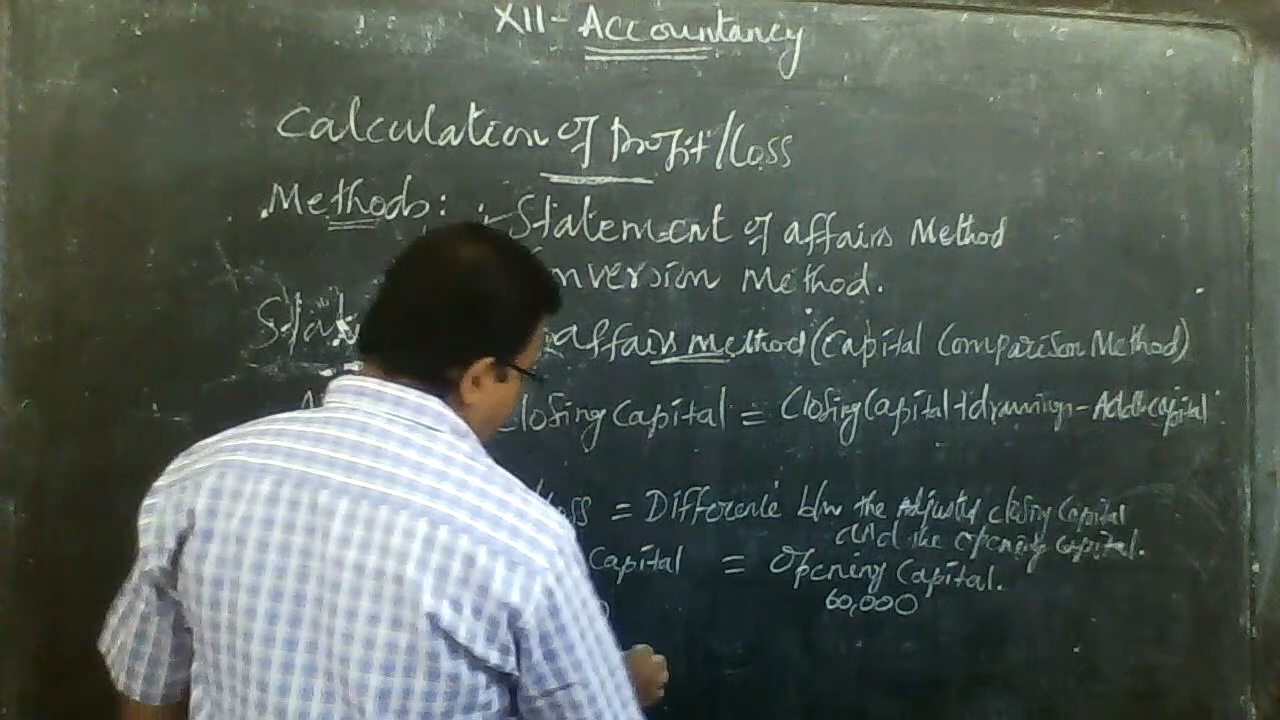 XII - Accountancy
Calculation of Profit/Loss
Methods: Statement of affairs Method
nversion Method.
affairs method (Capital Comparison Method)
Closing Capital = Closing Capital + drawings - Addl capital
oss = Difference b/w the Adjusted closing Capital
and the opening capital.
Capital = Opening Capital.
60,000